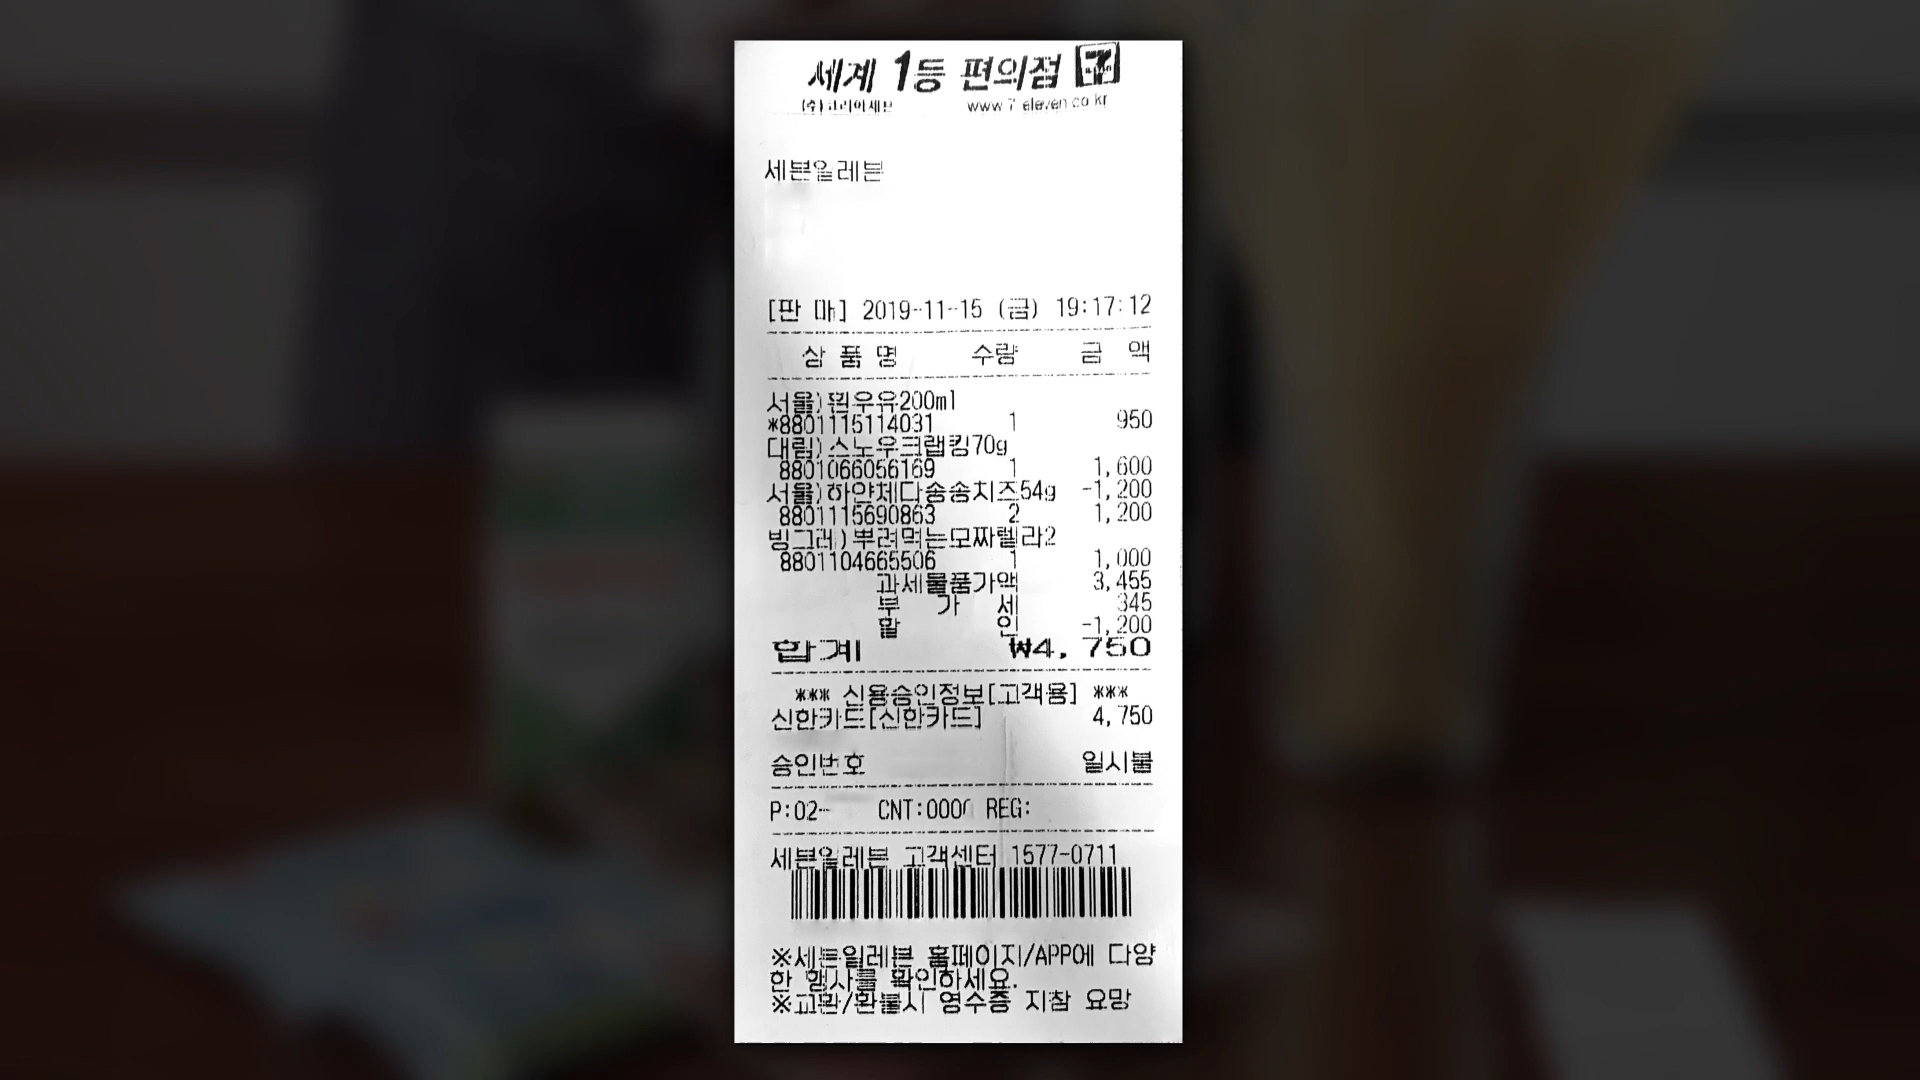 세계 1등 편의점 7
(주)코리아세븐 www.7-eleven.co.kr
세븐일레븐
[판 매] 2019-11-15 (금) 19:17:12
상 품 명 수량 금 액
서울)흰우유200ml
*8801115114031 1 950
대림)스노우크랩킹70g
8801066056169 1 1,600
서울)하얀체다송송치즈54g -1,200
8801115690863 2 1,200
빙그레)뿌려먹는모짜렐라2
8801104665506 1 1,000
과세물품가액 3,455
부 가 세 345
할 인 -1,200
합계 ₩4,750
*** 신용승인정보[고객용] ***
신한카드[신한카드] 4,750
승인번호 일시불
P:02- CNT:000 REG:
세븐일레븐 고객센터 1577-0711
※세븐일레븐 홈페이지/APP에 다양
한 행사를 확인하세요.
※교환/환불시 영수증 지참 요망